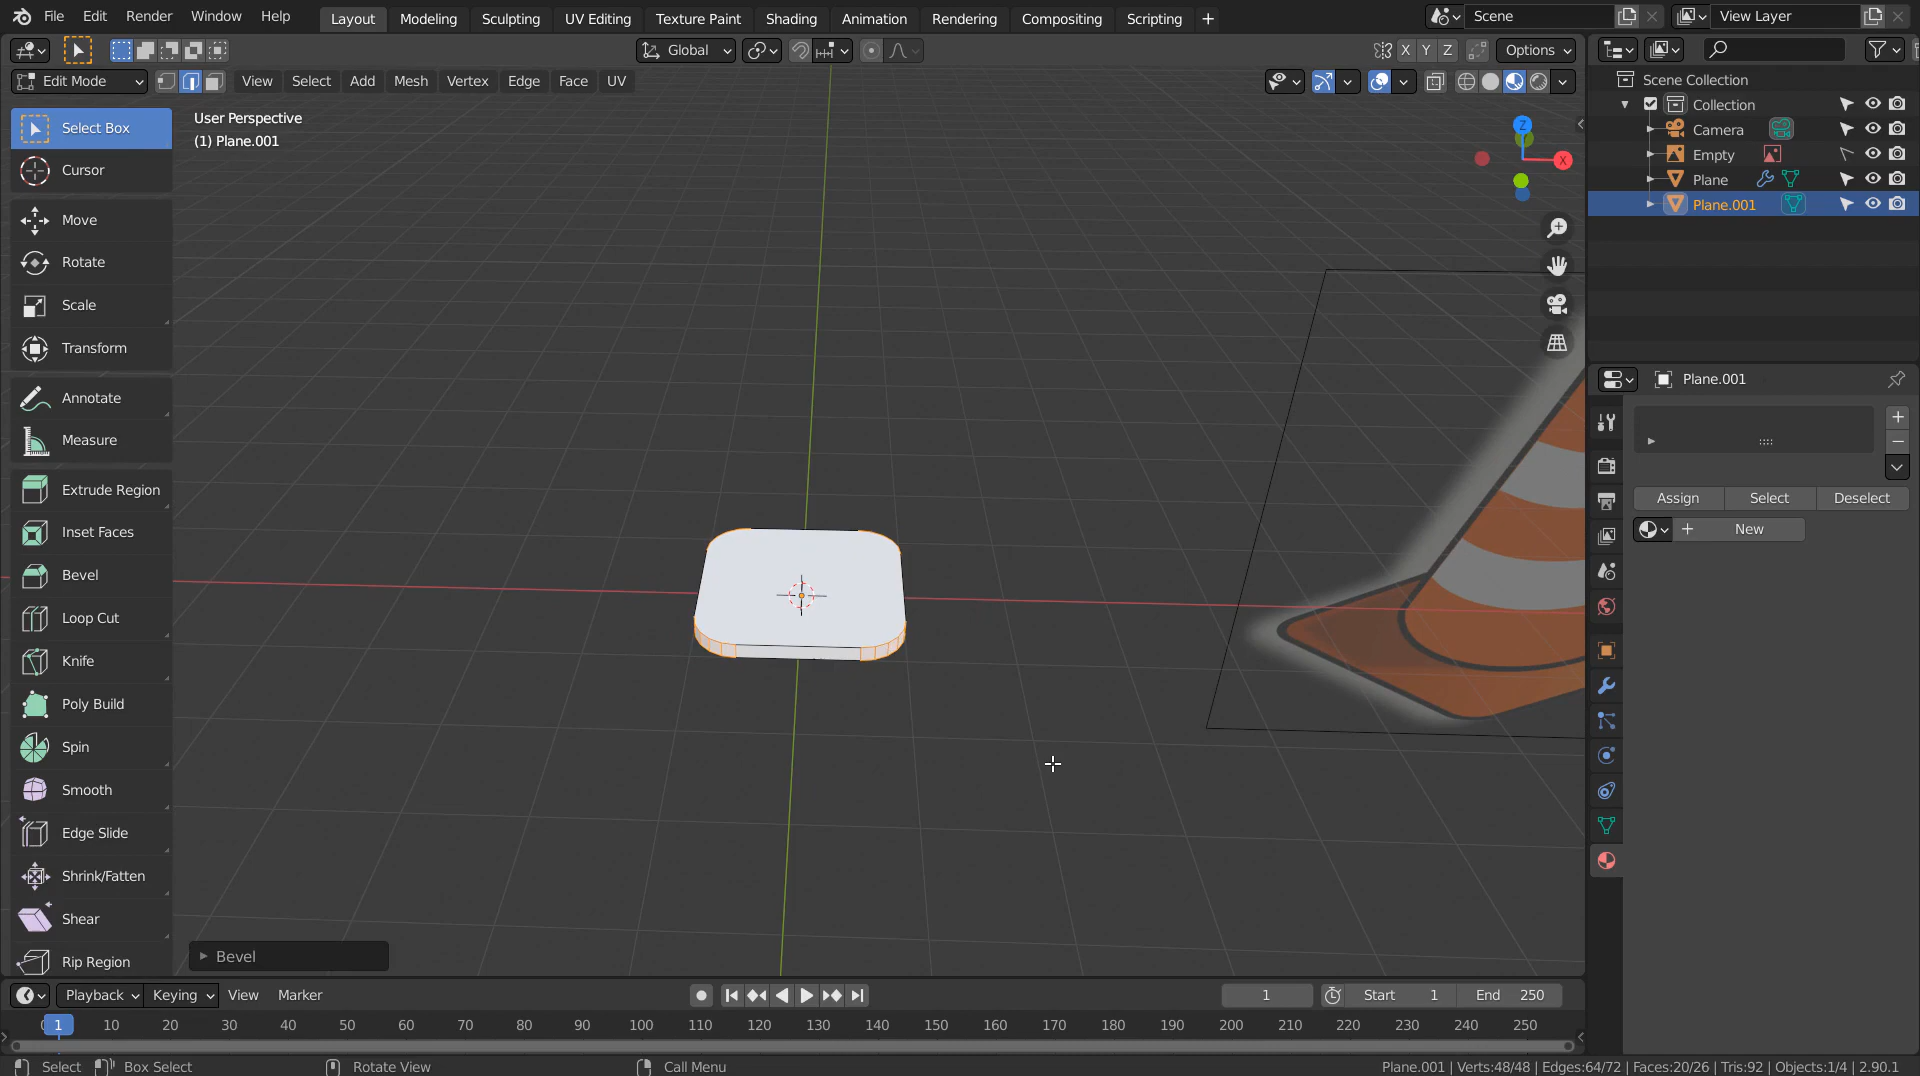 File Edit Render Window Help Layout Modeling Sculpting UV Editing Texture Paint Shading Animation Rendering Compositing Scripting + Scene View Layer
Global X Y Z Options
Edit Mode View Select Add Mesh Vertex Edge Face UV
Scene Collection
Collection
Camera
Empty
Plane
Plane.001
Select Box
Cursor
Move
Rotate
Scale
Transform
Annotate
Measure
Extrude Region
Inset Faces
Bevel
Loop Cut
Knife
Poly Build
Spin
Smooth
Edge Slide
Shrink/Fatten
Shear
Rip Region
User Perspective
(1) Plane.001
Z
X
Bevel
Plane.001
Assign Select Deselect
New
Playback Keying View Marker 1 Start 1 End 250
1 10 20 30 40 50 60 70 80 90 100 110 120 130 140 150 160 170 180 190 200 210 220 230 240 250
Select Box Select Rotate View Call Menu Plane.001 | Verts:48/48 | Edges:64/72 | Faces:20/26 | Tris:92 | Objects:1/4 | 2.90.1